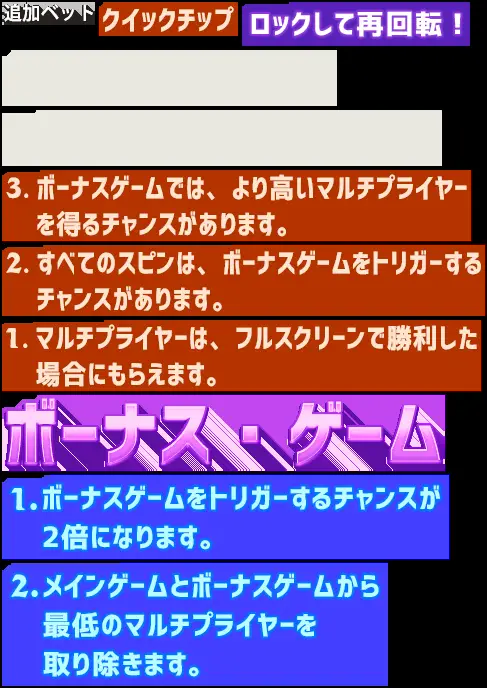 追加ベット
クイックチップ
ロックして再回転！
3. ボーナスゲームでは、より高いマルチプライヤー
を得るチャンスがあります。
2. すべてのスピンは、ボーナスゲームをトリガーする
チャンスがあります。
1. マルチプライヤーは、フルスクリーンで勝利した
場合にもらえます。
ボーナス・ゲーム
1. ボーナスゲームをトリガーするチャンスが
2倍になります。
2. メインゲームとボーナスゲームから
最低のマルチプライヤーを
取り除きます。